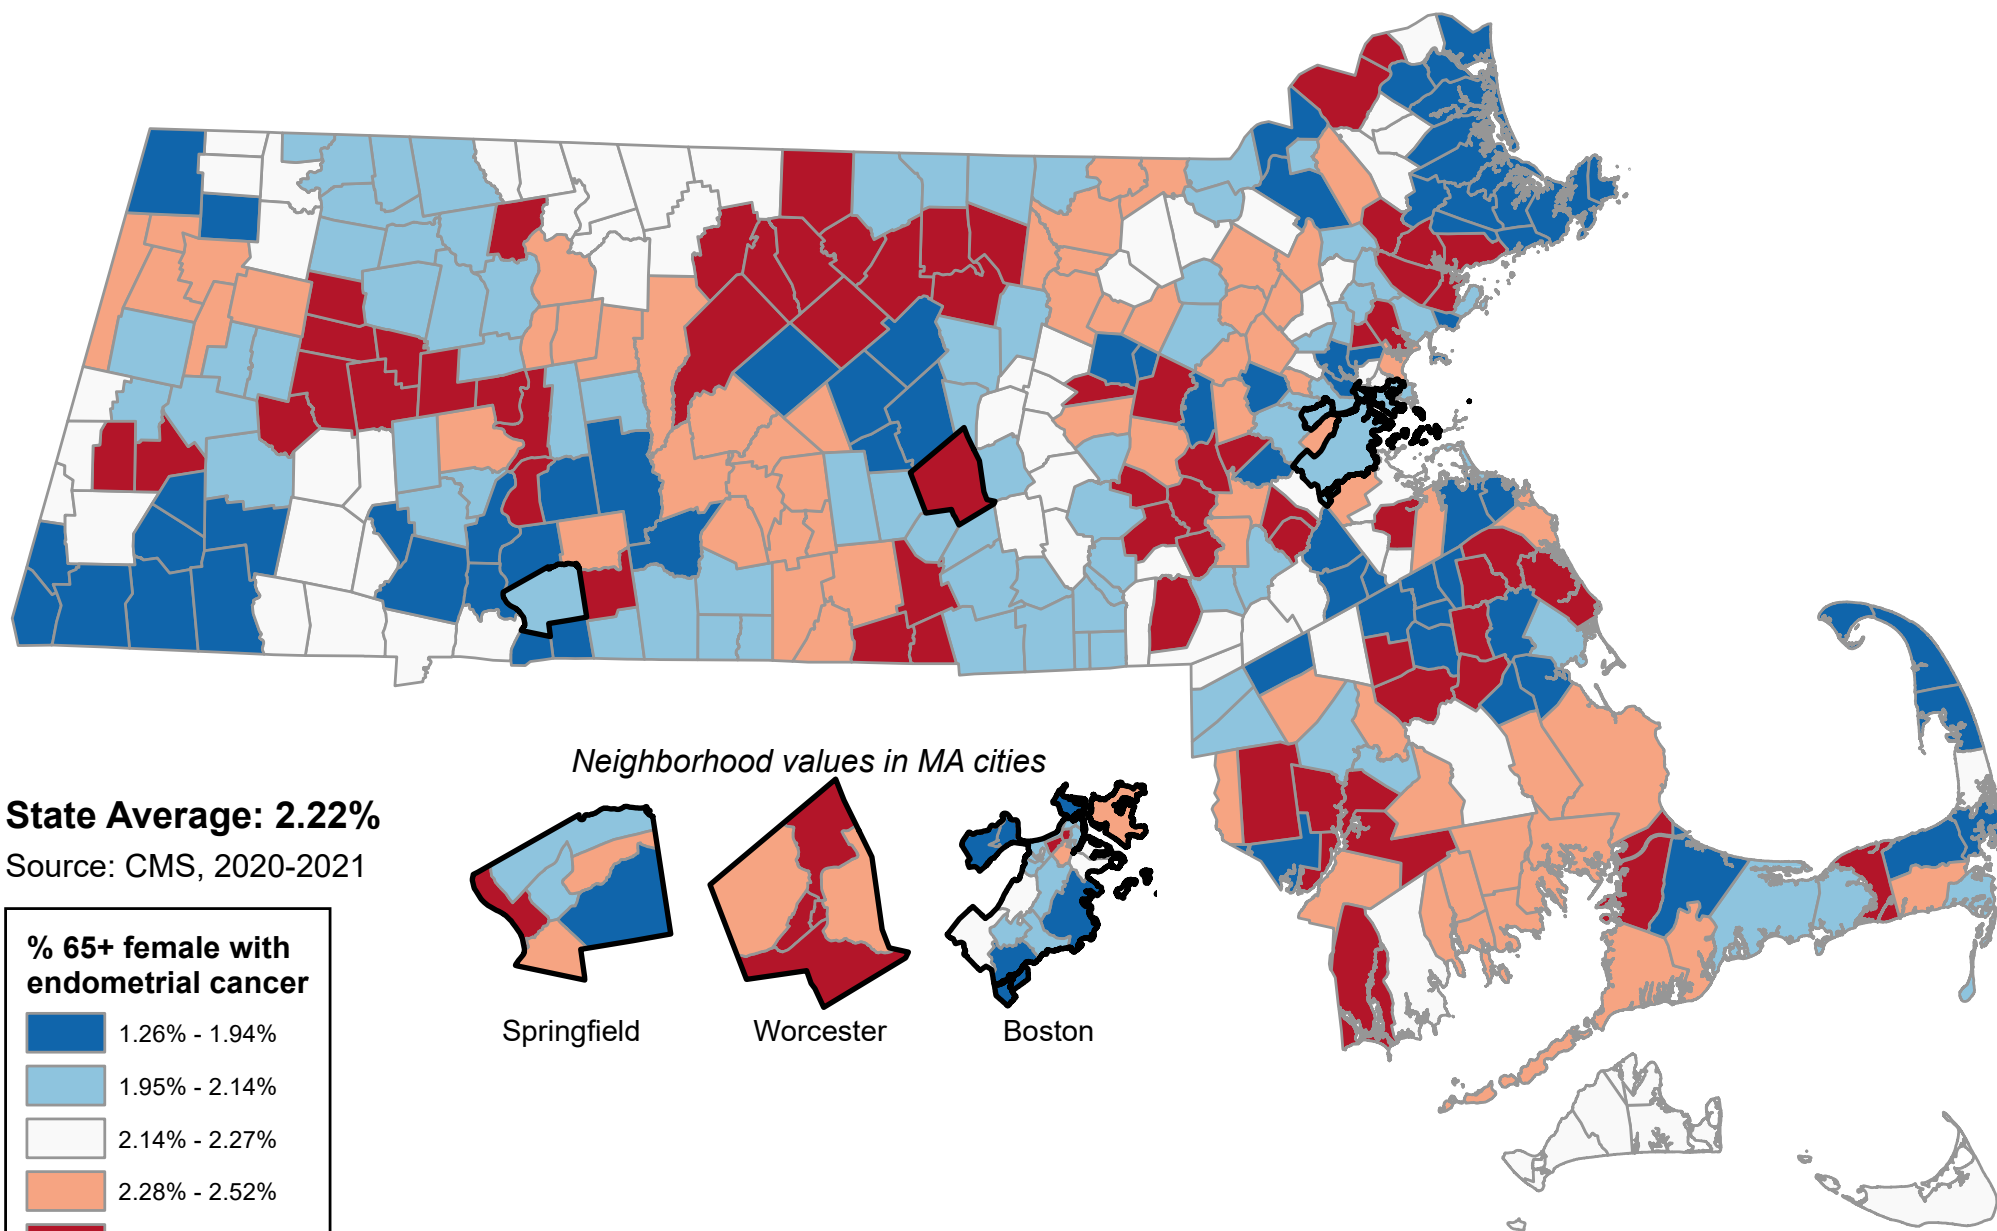 Neighborhood values in MA cities
State Average: 2.22%
Source: CMS, 2020-2021
Springfield
Worcester
Boston
% 65+ female with
endometrial cancer
1.26% - 1.94%
1.95% - 2.14%
2.14% - 2.27%
2.28% - 2.52%